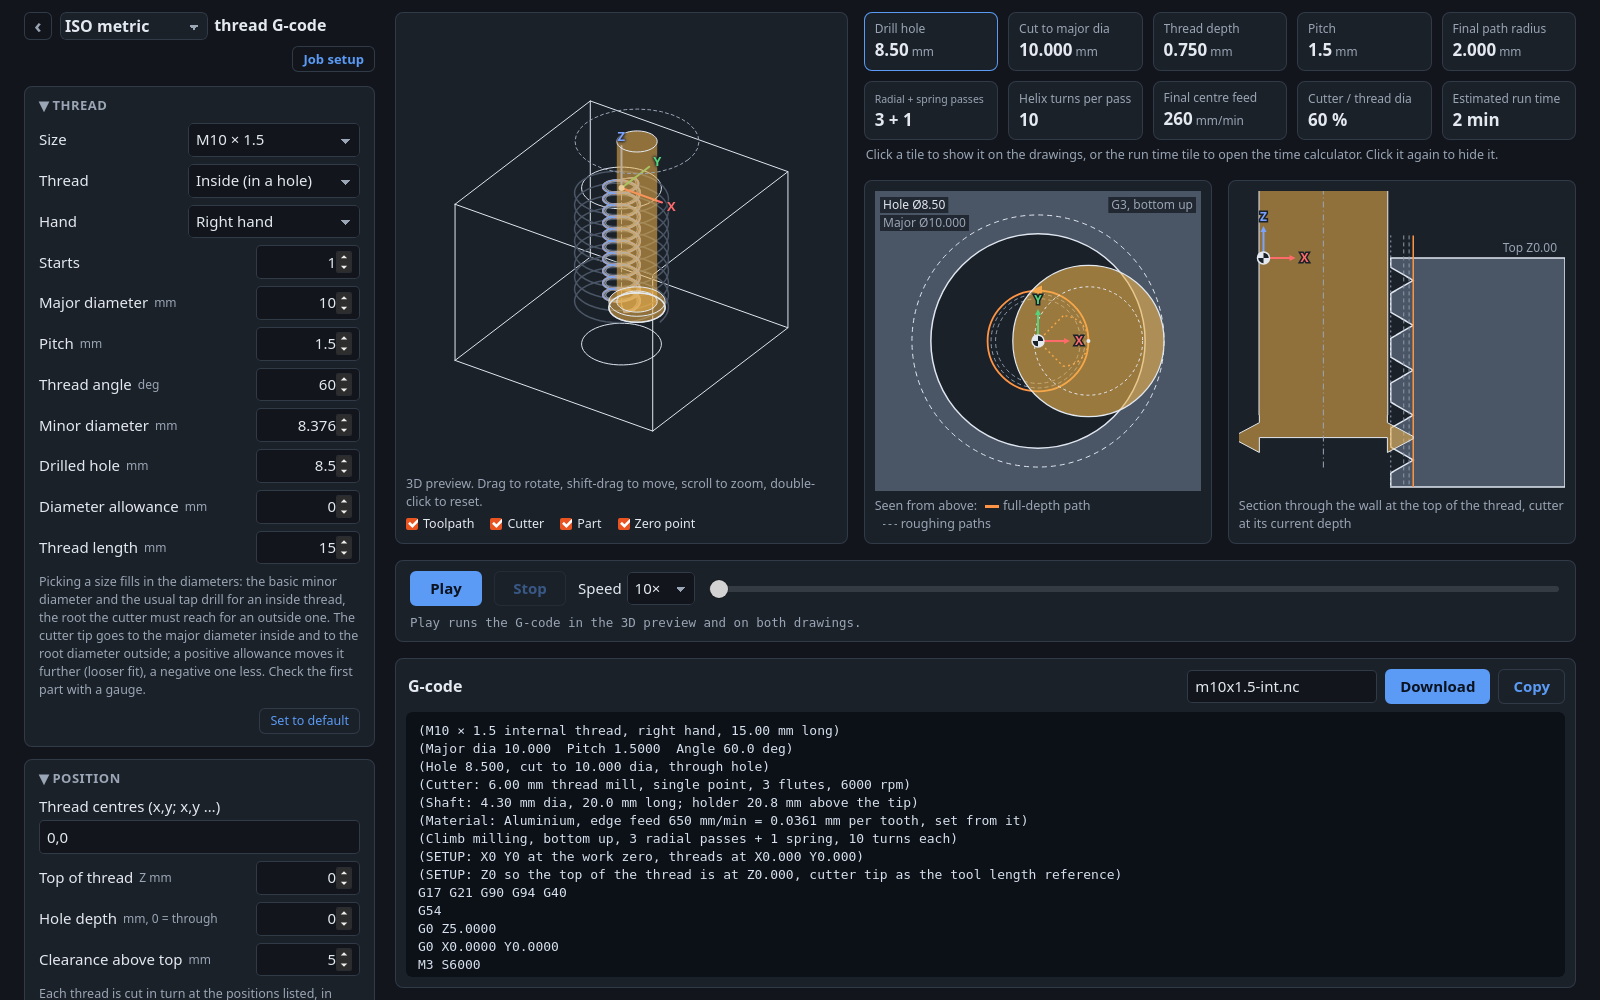 ‹ ISO metric thread G-code
Job setup
▼ THREAD
Size M10 × 1.5
Thread Inside (in a hole)
Hand Right hand
Starts 1
Major diameter mm 10
Pitch mm 1.5
Thread angle deg 60
Minor diameter mm 8.376
Drilled hole mm 8.5
Diameter allowance mm 0
Thread length mm 15
Picking a size fills in the diameters: the basic minor
diameter and the usual tap drill for an inside thread,
the root the cutter must reach for an outside one. The
cutter tip goes to the major diameter inside and to the
root diameter outside; a positive allowance moves it
further (looser fit), a negative one less. Check the first
part with a gauge.
Set to default
▼ POSITION
Thread centres (x,y; x,y ...)
0,0
Top of thread Z mm 0
Hole depth mm, 0 = through 0
Clearance above top mm 5
Each thread is cut in turn at the positions listed, in
Z
Y
X
3D preview. Drag to rotate, shift-drag to move, scroll to zoom, double-
click to reset.
Toolpath Cutter Part Zero point
Drill hole
8.50 mm
Cut to major dia
10.000 mm
Thread depth
0.750 mm
Pitch
1.5 mm
Final path radius
2.000 mm
Radial + spring passes
3 + 1
Helix turns per pass
10
Final centre feed
260 mm/min
Cutter / thread dia
60 %
Estimated run time
2 min
Click a tile to show it on the drawings, or the run time tile to open the time calculator. Click it again to hide it.
Hole Ø8.50
Major Ø10.000
G3, bottom up
Y
X
Seen from above: full-depth path
--- roughing paths
Z
X
Top Z0.00
Section through the wall at the top of the thread, cutter
at its current depth
Play Stop Speed 10×
Play runs the G-code in the 3D preview and on both drawings.
G-code m10x1.5-int.nc Download Copy
(M10 × 1.5 internal thread, right hand, 15.00 mm long)
(Major dia 10.000  Pitch 1.5000  Angle 60.0 deg)
(Hole 8.500, cut to 10.000 dia, through hole)
(Cutter: 6.00 mm thread mill, single point, 3 flutes, 6000 rpm)
(Shaft: 4.30 mm dia, 20.0 mm long; holder 20.8 mm above the tip)
(Material: Aluminium, edge feed 650 mm/min = 0.0361 mm per tooth, set from it)
(Climb milling, bottom up, 3 radial passes + 1 spring, 10 turns each)
(SETUP: X0 Y0 at the work zero, threads at X0.000 Y0.000)
(SETUP: Z0 so the top of the thread is at Z0.000, cutter tip as the tool length reference)
G17 G21 G90 G94 G40
G54
G0 Z5.0000
G0 X0.0000 Y0.0000
M3 S6000